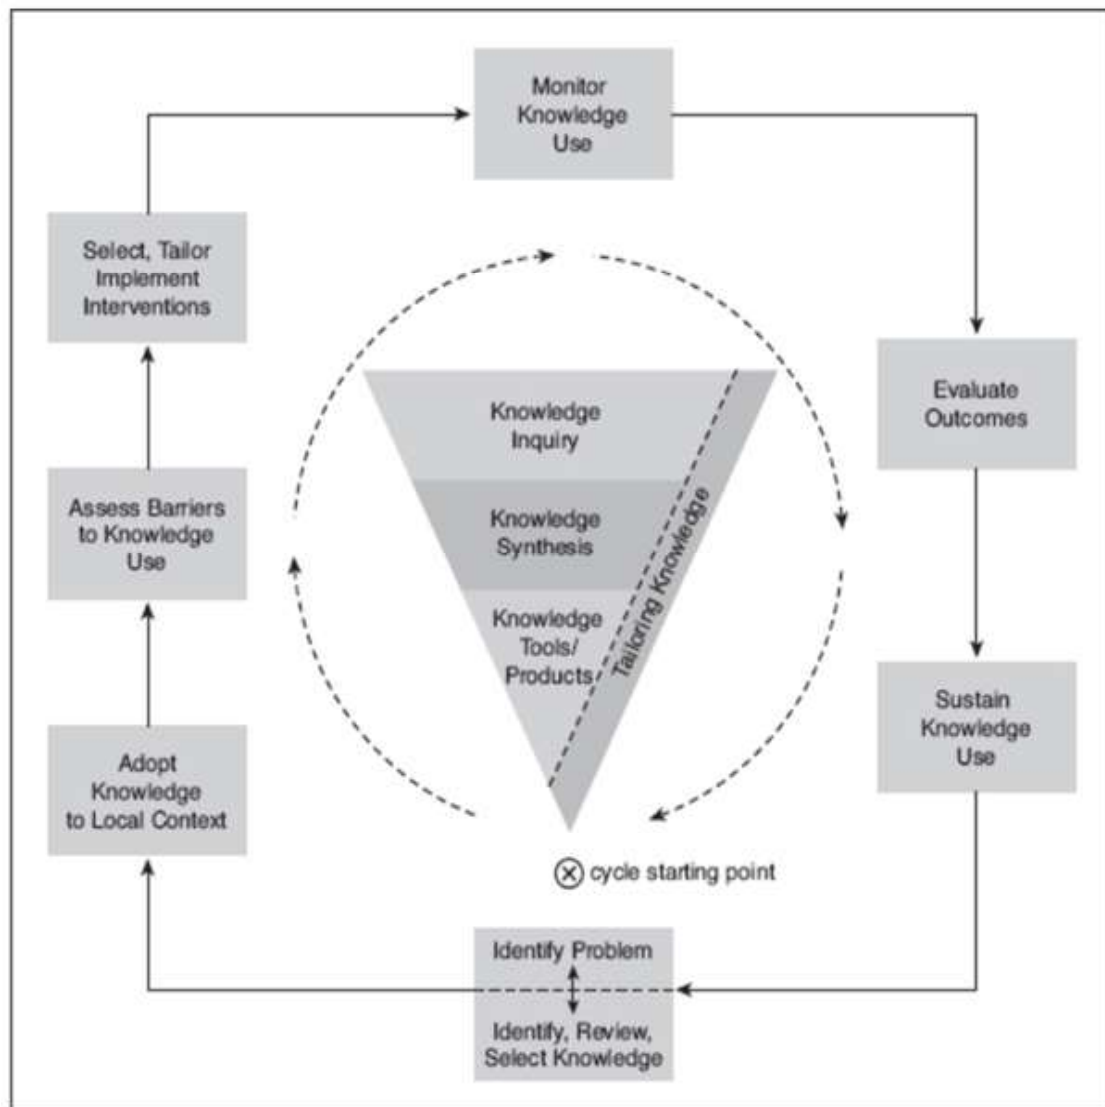 Monitor
Knowledge
Use
Select, Tailor
Implement
Interventions
Evaluate
Outcomes
Knowledge
Inquiry
Knowledge
Synthesis
Knowledge
Tools/
Products
Tailoring Knowledge
Assess Barriers
to Knowledge
Use
Sustain
Knowledge
Use
Adopt
Knowledge
to Local Context
cycle starting point
Identify Problem
Identify, Review,
Select Knowledge